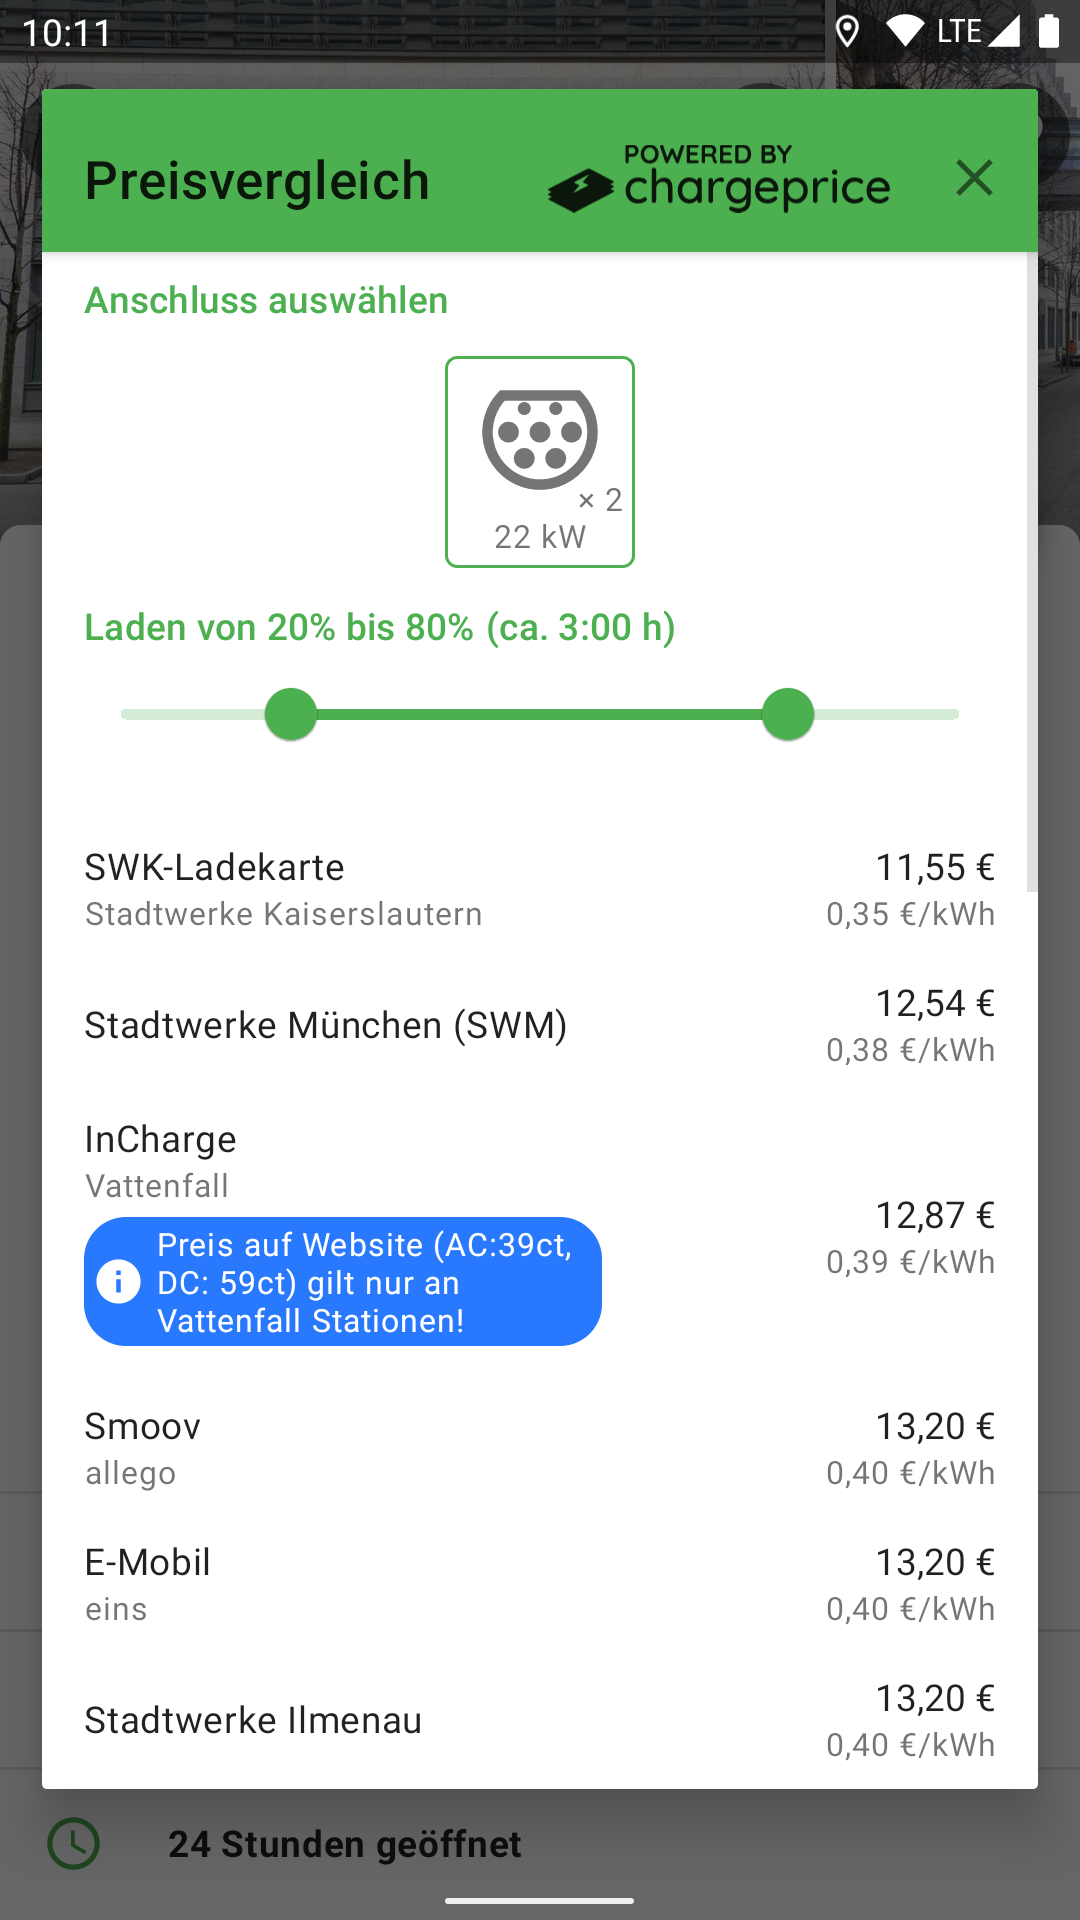 10:11
LTE
Preisvergleich
POWERED BY
chargeprice
Anschluss auswählen
× 2
22 kW
Laden von 20% bis 80% (ca. 3:00 h)
SWK-Ladekarte
11,55 €
Stadtwerke Kaiserslautern
0,35 €/kWh
Stadtwerke München (SWM)
12,54 €
0,38 €/kWh
InCharge
Vattenfall
Preis auf Website (AC:39ct,
DC: 59ct) gilt nur an
Vattenfall Stationen!
12,87 €
0,39 €/kWh
Smoov
13,20 €
allego
0,40 €/kWh
E-Mobil
13,20 €
eins
0,40 €/kWh
Stadtwerke Ilmenau
13,20 €
0,40 €/kWh
24 Stunden geöffnet